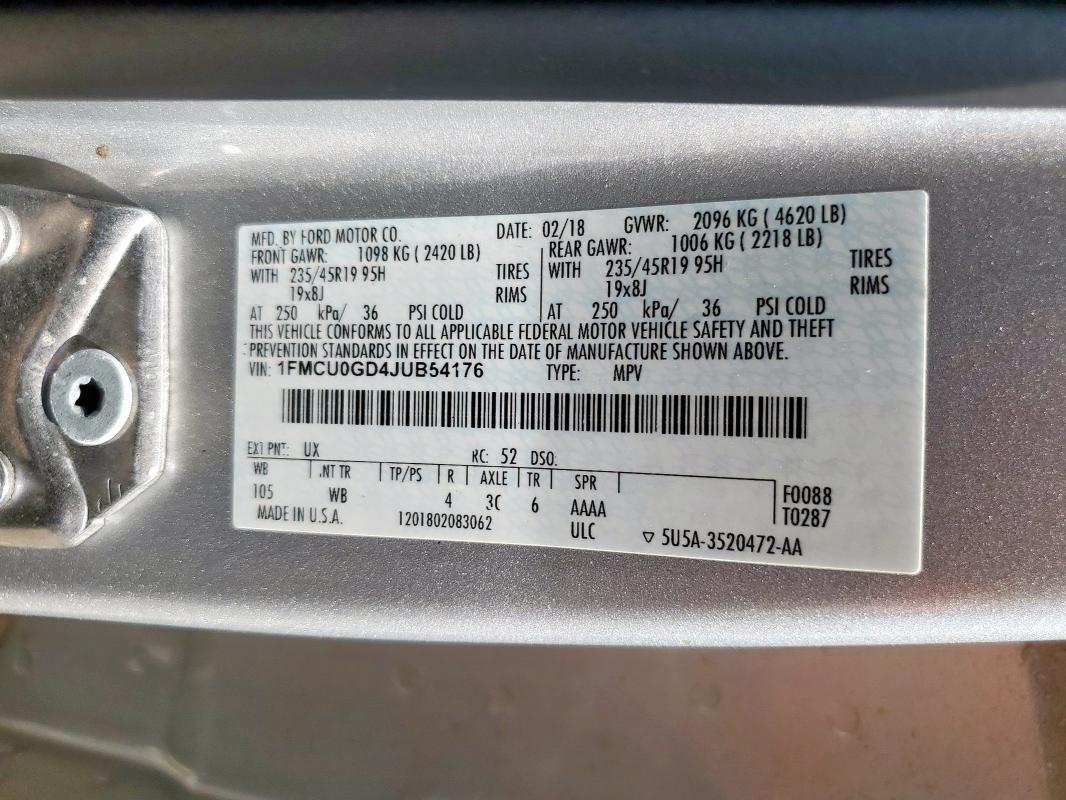 MFD. BY FORD MOTOR CO. DATE: 02/18 GVWR: 2096 KG ( 4620 LB)
FRONT GAWR: 1098 KG ( 2420 LB) REAR GAWR: 1006 KG ( 2218 LB)
WITH 235/45R19 95H TIRES WITH 235/45R19 95H TIRES
19x8J RIMS 19x8J RIMS
AT 250 kPa/ 36 PSI COLD AT 250 kPa/ 36 PSI COLD
THIS VEHICLE CONFORMS TO ALL APPLICABLE FEDERAL MOTOR VEHICLE SAFETY AND THEFT
PREVENTION STANDARDS IN EFFECT ON THE DATE OF MANUFACTURE SHOWN ABOVE.
VIN: 1FMCU0GD4JUB54176 TYPE: MPV
EXT PNT: UX RC: 52 DSO:
WB INT TR TP/PS R AXLE TR SPR
105 WB 4 3C 6 AAAA F0088
MADE IN U.S.A. 1201802083062 ULC T0287
▽ 5U5A-3520472-AA